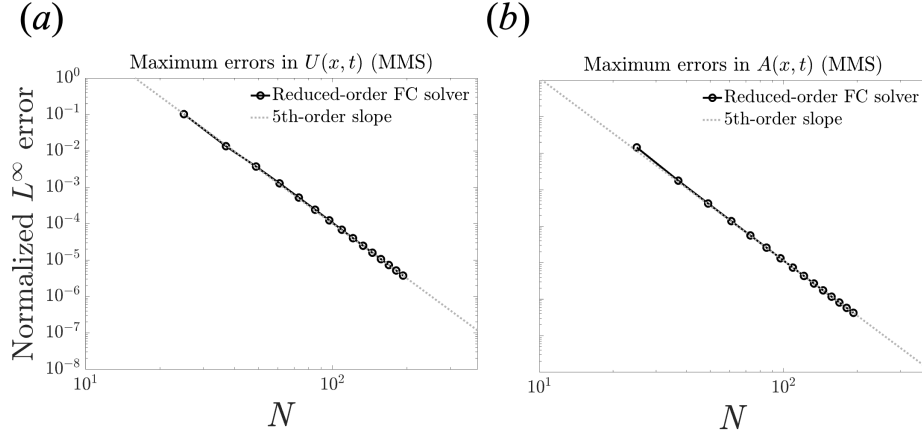 (a)
Maximum errors in U(x, t) (MMS)
Reduced-order FC solver
5th-order slope
Normalized L^∞ error
10^0
10^-1
10^-2
10^-3
10^-4
10^-5
10^-6
10^-7
10^-8
10^1
10^2
N
(b)
Maximum errors in A(x, t) (MMS)
Reduced-order FC solver
5th-order slope
10^1
10^2
N